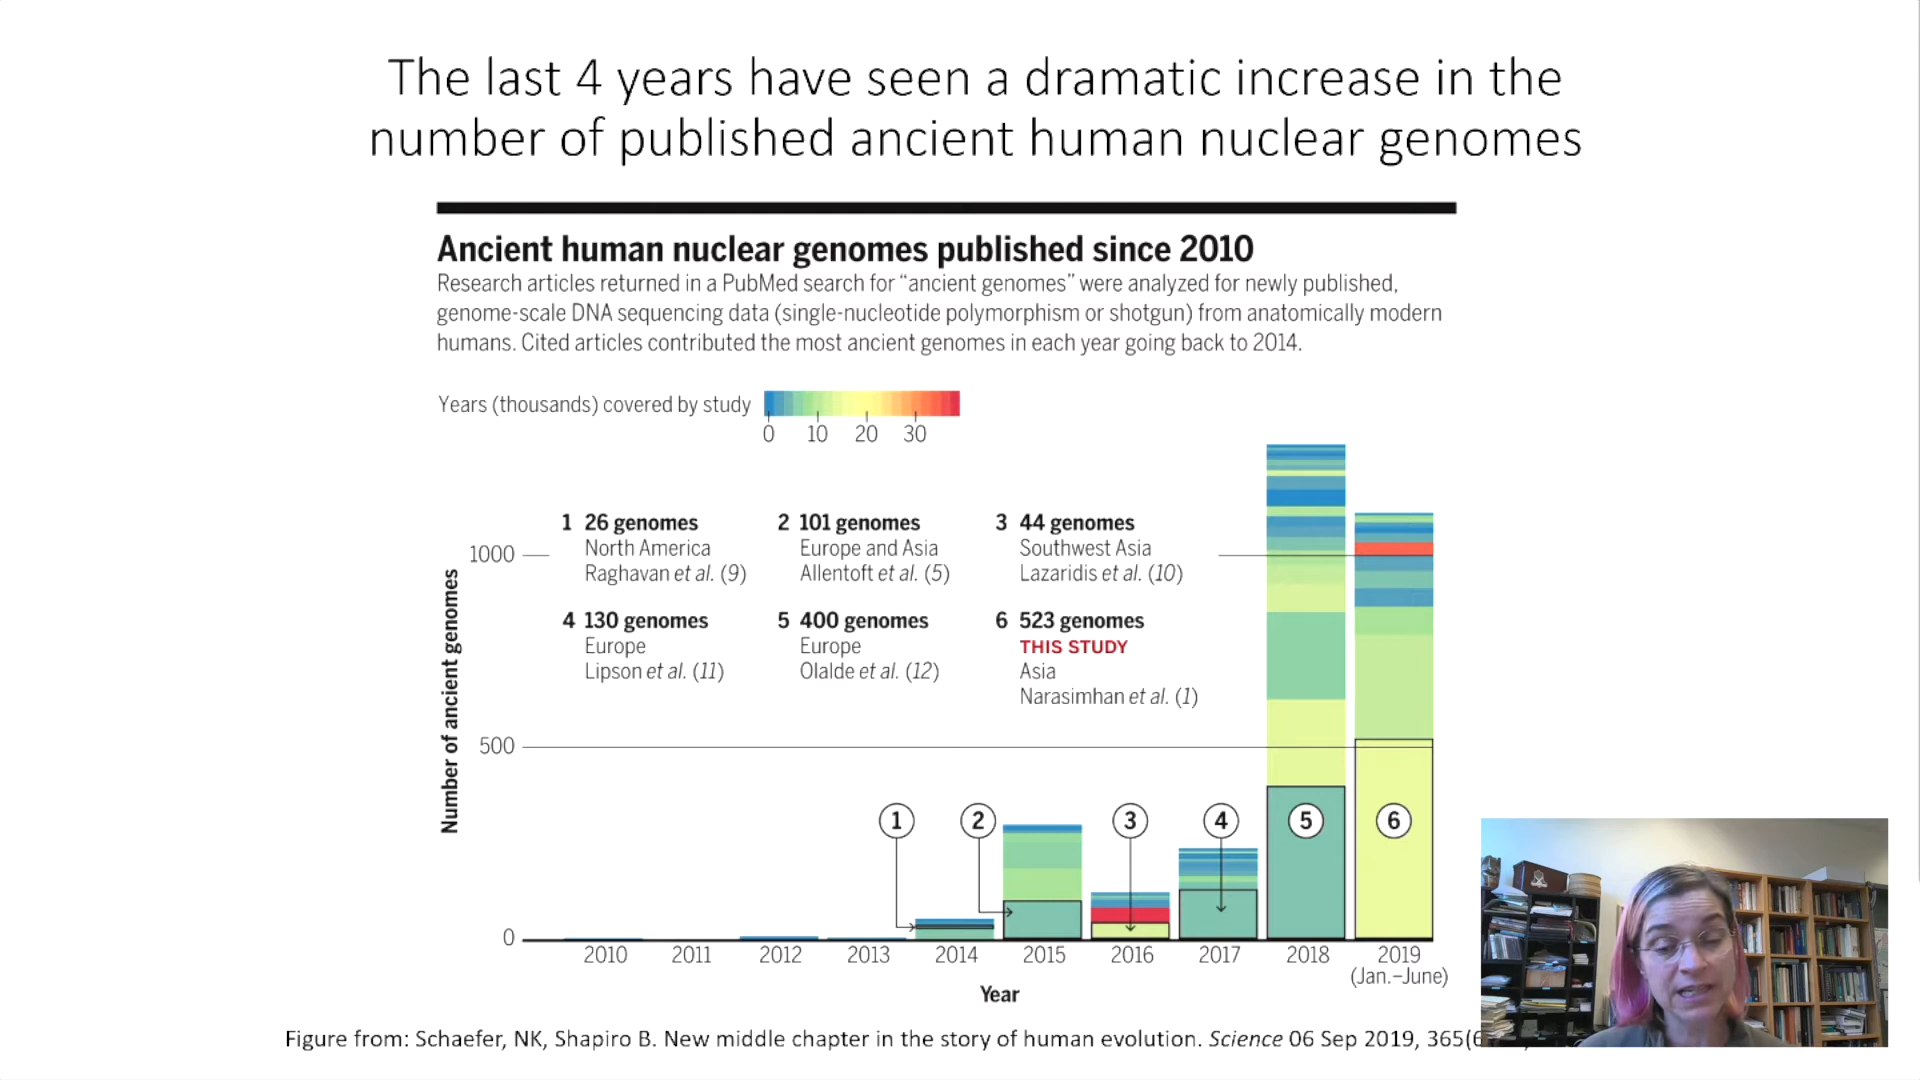 The last 4 years have seen a dramatic increase in the
number of published ancient human nuclear genomes
Ancient human nuclear genomes published since 2010
Research articles returned in a PubMed search for “ancient genomes” were analyzed for newly published,
genome-scale DNA sequencing data (single-nucleotide polymorphism or shotgun) from anatomically modern
humans. Cited articles contributed the most ancient genomes in each year going back to 2014.
Years (thousands) covered by study
0 10 20 30
1 26 genomes
North America
Raghavan et al. (9)
2 101 genomes
Europe and Asia
Allentoft et al. (5)
3 44 genomes
Southwest Asia
Lazaridis et al. (10)
4 130 genomes
Europe
Lipson et al. (11)
5 400 genomes
Europe
Olalde et al. (12)
6 523 genomes
THIS STUDY
Asia
Narasimhan et al. (1)
Number of ancient genomes
1000
500
0
1 2 3 4 5 6
2010 2011 2012 2013 2014 2015 2016 2017 2018 2019
(Jan.–June)
Year
Figure from: Schaefer, NK, Shapiro B. New middle chapter in the story of human evolution. Science 06 Sep 2019,